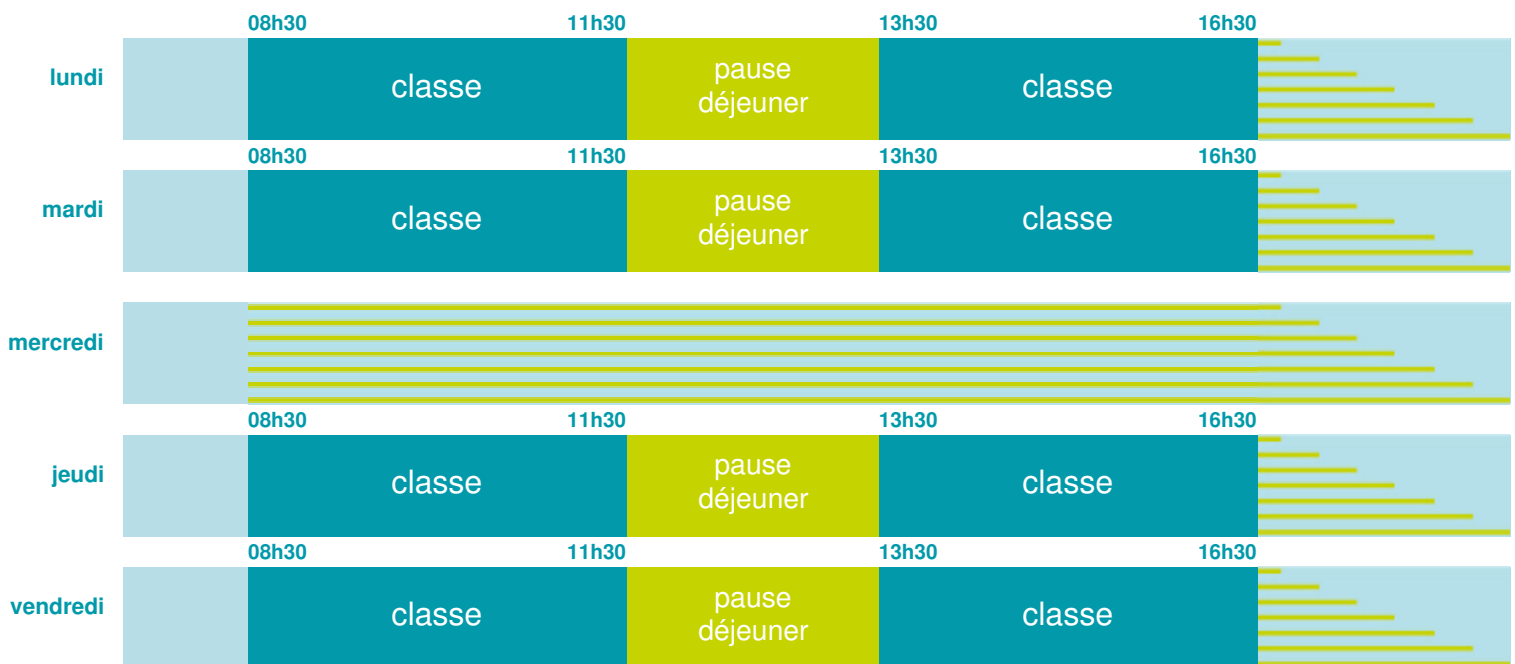 08h30 11h30 13h30 16h30
lundi classe pause déjeuner classe
08h30 11h30 13h30 16h30
mardi classe pause déjeuner classe
mercredi
08h30 11h30 13h30 16h30
jeudi classe pause déjeuner classe
08h30 11h30 13h30 16h30
vendredi classe pause déjeuner classe